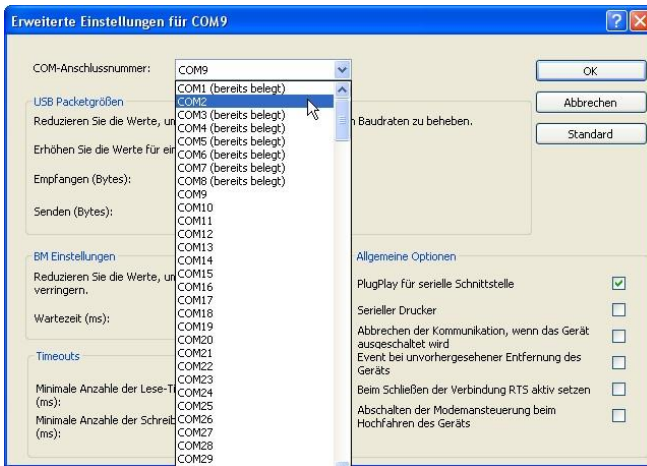 Erweiterte Einstellungen für COM9
COM-Anschlussnummer:
COM9
OK
Abbrechen
Standard
COM1 (bereits belegt)
COM2
COM3 (bereits belegt)
COM4 (bereits belegt)
COM5 (bereits belegt)
COM6 (bereits belegt)
COM7 (bereits belegt)
COM8 (bereits belegt)
COM9
COM10
COM11
COM12
COM13
COM14
COM15
COM16
COM17
COM18
COM19
COM20
COM21
COM22
COM23
COM24
COM25
COM26
COM27
COM28
COM29
USB Packetgrößen
Reduzieren Sie die Werte, um
n Baudraten zu beheben.
Erhöhen Sie die Werte für
Empfangen (Bytes):
Senden (Bytes):
BM Einstellungen
Reduzieren Sie die Werte,
verringern.
Wartezeit (ms):
Timeouts
Minimale Anzahle der
(ms):
Minimale Anzahle der
(ms):
Allgemeine Optionen
PlugPlay für serielle Schnittstelle
Serieller Drucker
Abbrechen der Kommunikation, wenn das Gerät
ausgeschaltet wird
Event bei unvorhergesehener Entfernung des
Geräts
Beim Schließen der Verbindung RTS aktiv setzen
Abschalten der Modemansteuerung beim
Hochfahren des Geräts